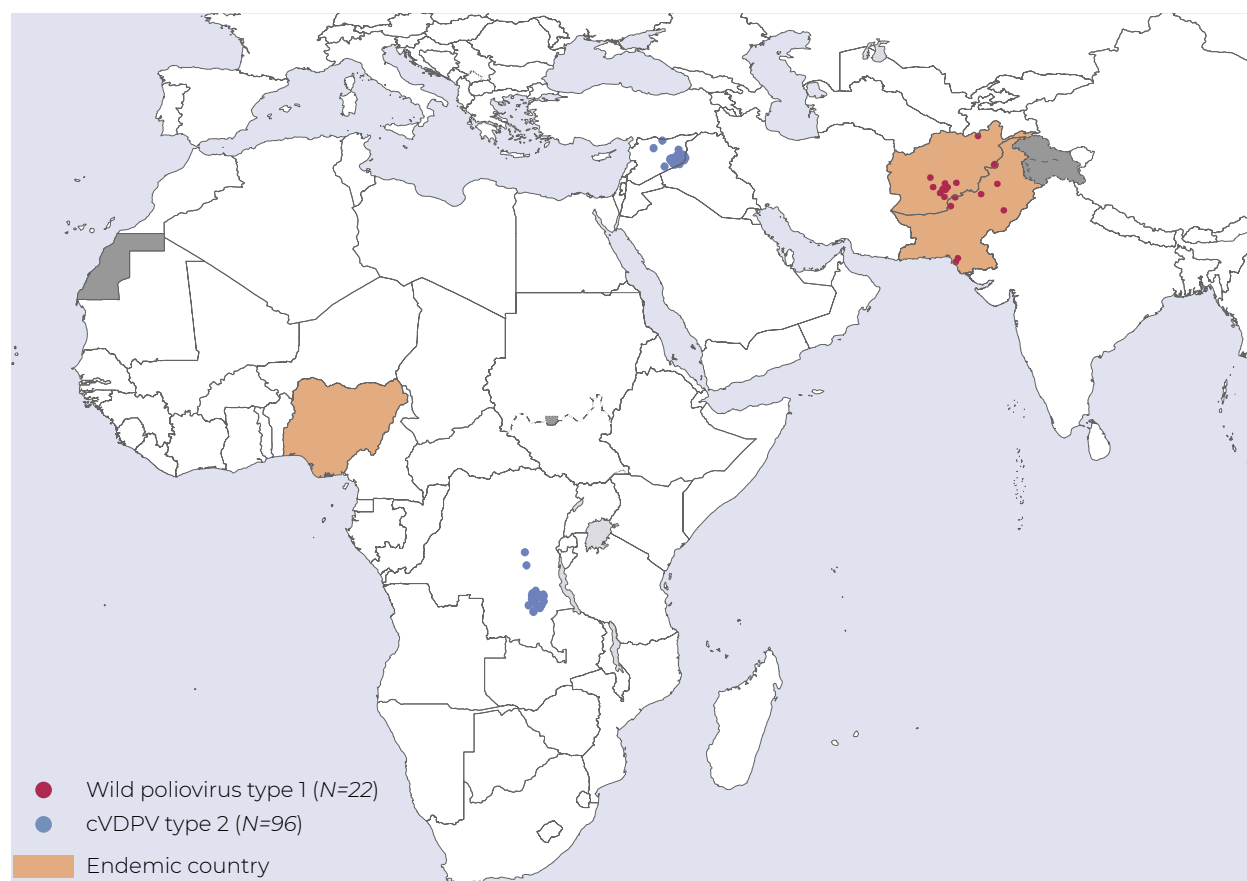 Wild poliovirus type 1 (N=22)
cVDPV type 2 (N=96)
Endemic country